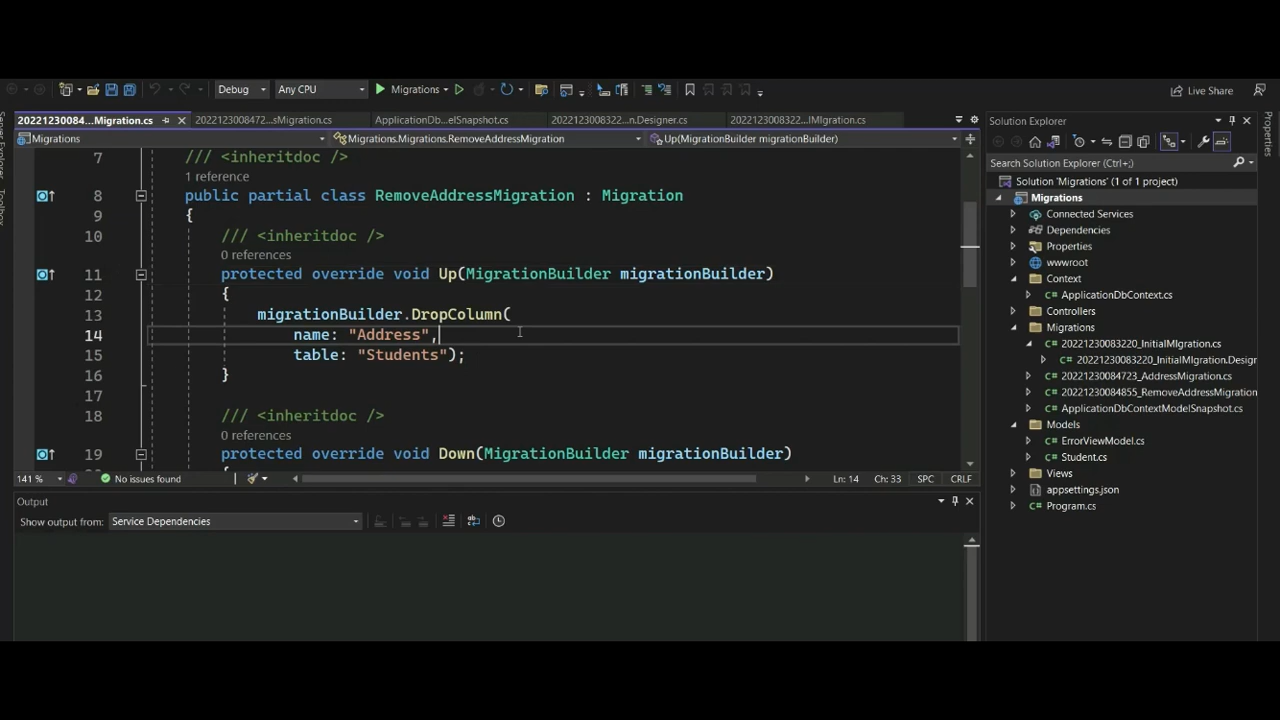 Debug
Any CPU
Migrations
Live Share
20221230084...Migration.cs
20221230084472...sMigration.cs
ApplicationDb...elSnapshot.cs
2022123008322...n.Designer.cs
2022123008322...IMIgration.cs
Migrations
Migrations.Migrations.RemoveAddressMigration
Up(MigrationBuilder migrationBuilder)
7 /// <inheritdoc />
1 reference
8 public partial class RemoveAddressMigration : Migration
9 {
10 /// <inheritdoc />
0 references
11 protected override void Up(MigrationBuilder migrationBuilder)
12 {
13 migrationBuilder.DropColumn(
14 name: "Address",
15 table: "Students");
16 }
17
18 /// <inheritdoc />
0 references
19 protected override void Down(MigrationBuilder migrationBuilder)
141 %
No issues found
Ln: 14
Ch: 33
SPC
CRLF
Output
Show output from: Service Dependencies
Server Explorer
Toolbox
Solution Explorer
Search Solution Explorer (Ctrl+;)
Solution 'Migrations' (1 of 1 project)
Migrations
Connected Services
Dependencies
Properties
wwwroot
Context
ApplicationDbContext.cs
Controllers
Migrations
20221230083220_InitialMIgration.cs
20221230083220_InitialMIgration.Design
20221230084723_AddressMigration.cs
20221230084855_RemoveAddressMigration
ApplicationDbContextModelSnapshot.cs
Models
ErrorViewModel.cs
Student.cs
Views
appsettings.json
Program.cs
Properties